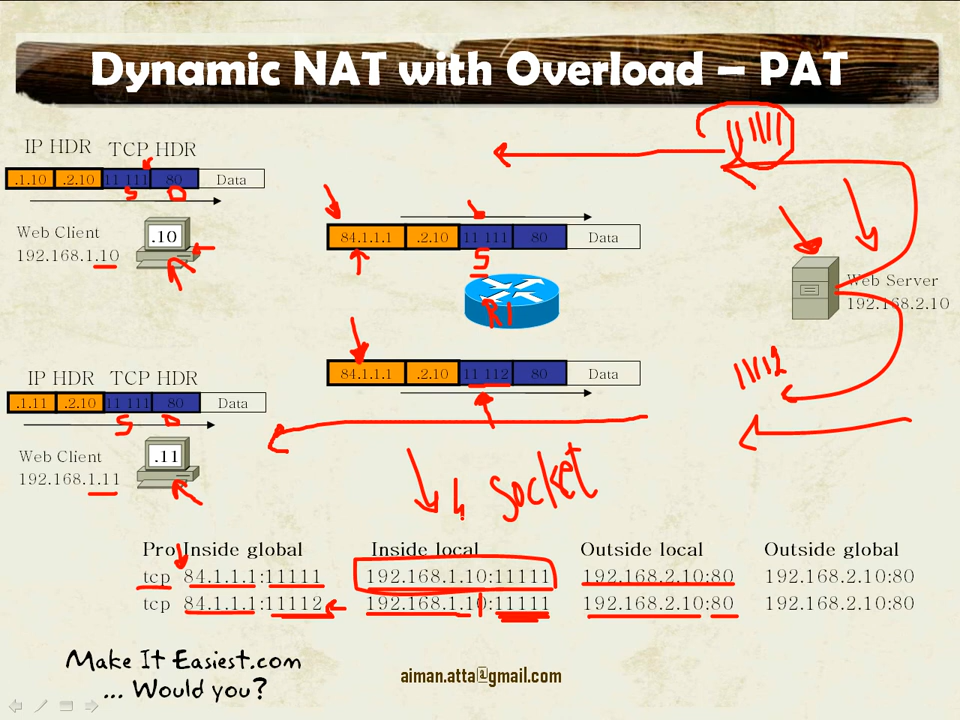 Dynamic NAT with Overload – PAT
11111
IP HDR TCP HDR
.1.10 .2.10 11 111 80 Data
S D
Web Client
192.168.1.10
.10
84.1.1.1 .2.10 11 111 80 Data
S
R1
Web Server
192.168.2.10
84.1.1.1 .2.10 11 112 80 Data
11112
IP HDR TCP HDR
.1.11 .2.10 11 111 80 Data
S D
Web Client
192.168.1.11
.11
4 Socket
Pro Inside global Inside local Outside local Outside global
tcp 84.1.1.1:11111 192.168.1.10:11111 192.168.2.10:80 192.168.2.10:80
tcp 84.1.1.1:11112 192.168.1.10:11111 192.168.2.10:80 192.168.2.10:80
Make It Easiest.com
... Would you?
aiman.atta@gmail.com